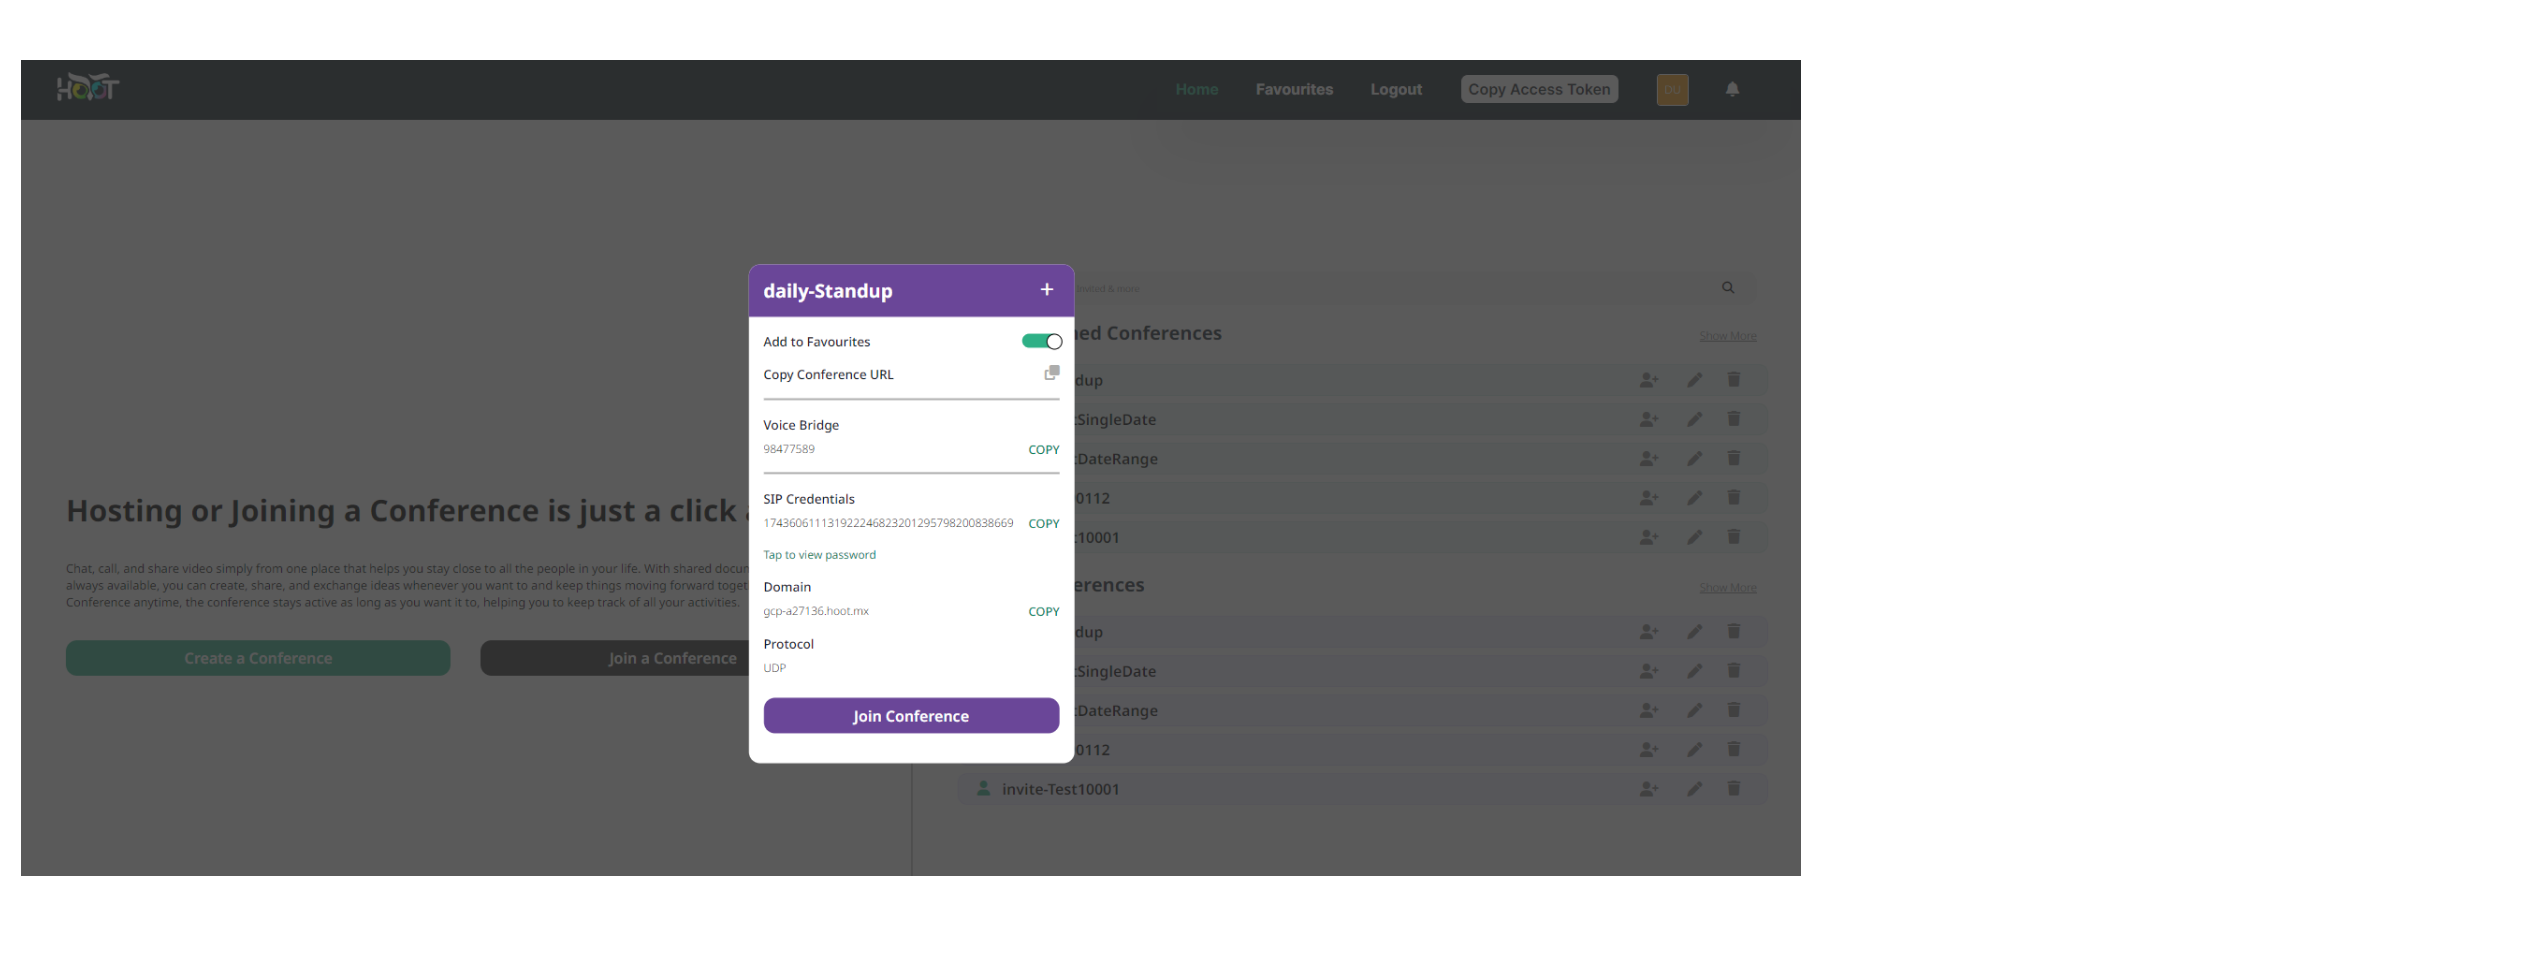 HOOT
Home Favourites Logout Copy Access Token DU
daily-Standup +
Add to Favourites
Copy Conference URL
Voice Bridge
98477589 COPY
SIP Credentials
174360611131922246823201295798200838669 COPY
Tap to view password
Domain
gcp-a27136.hoot.mx COPY
Protocol
UDP
Join Conference
Hosting or Joining a Conference is just a click
Chat, call, and share video simply from one place that helps you stay close to all the people in your life. With shared docu
always available, you can create, share, and exchange ideas whenever you want to and keep things moving forward toget
Conference anytime, the conference stays active as long as you want it to, helping you to keep track of all your activities.
Create a Conference Join a Conference
invited & more
ned Conferences Show More
dup
SingleDate
DateRange
0112
t10001
erences Show More
dup
SingleDate
DateRange
0112
invite-Test10001